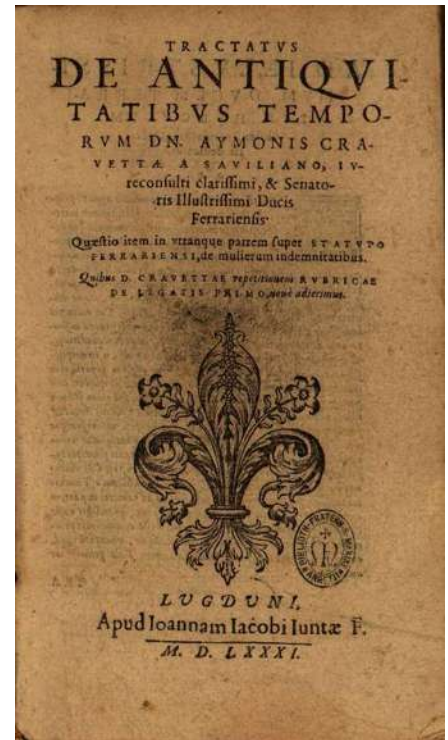 TRACTATVS
DE ANTIQVI-
TATIBVS TEMPO-
RVM DN. AYMONIS CRA-
VETTÆ A SAVILIANO, IV-
reconsulti clarissimi, & Senato-
ris Illustrissimi Ducis
Ferrariensis.
Quæstio item in vtranque partem super STATVTO
FERRARIENSI, de mulierum indemnitatibus.
Quibus D. CRAVETTAE repetitionem RVBRICAE
DE LEGATIS PRIMO, nouè adiecimus.
LVGDVNI,
Apud Ioannam Iacobi Iuntæ F.
M. D. LXXXI.